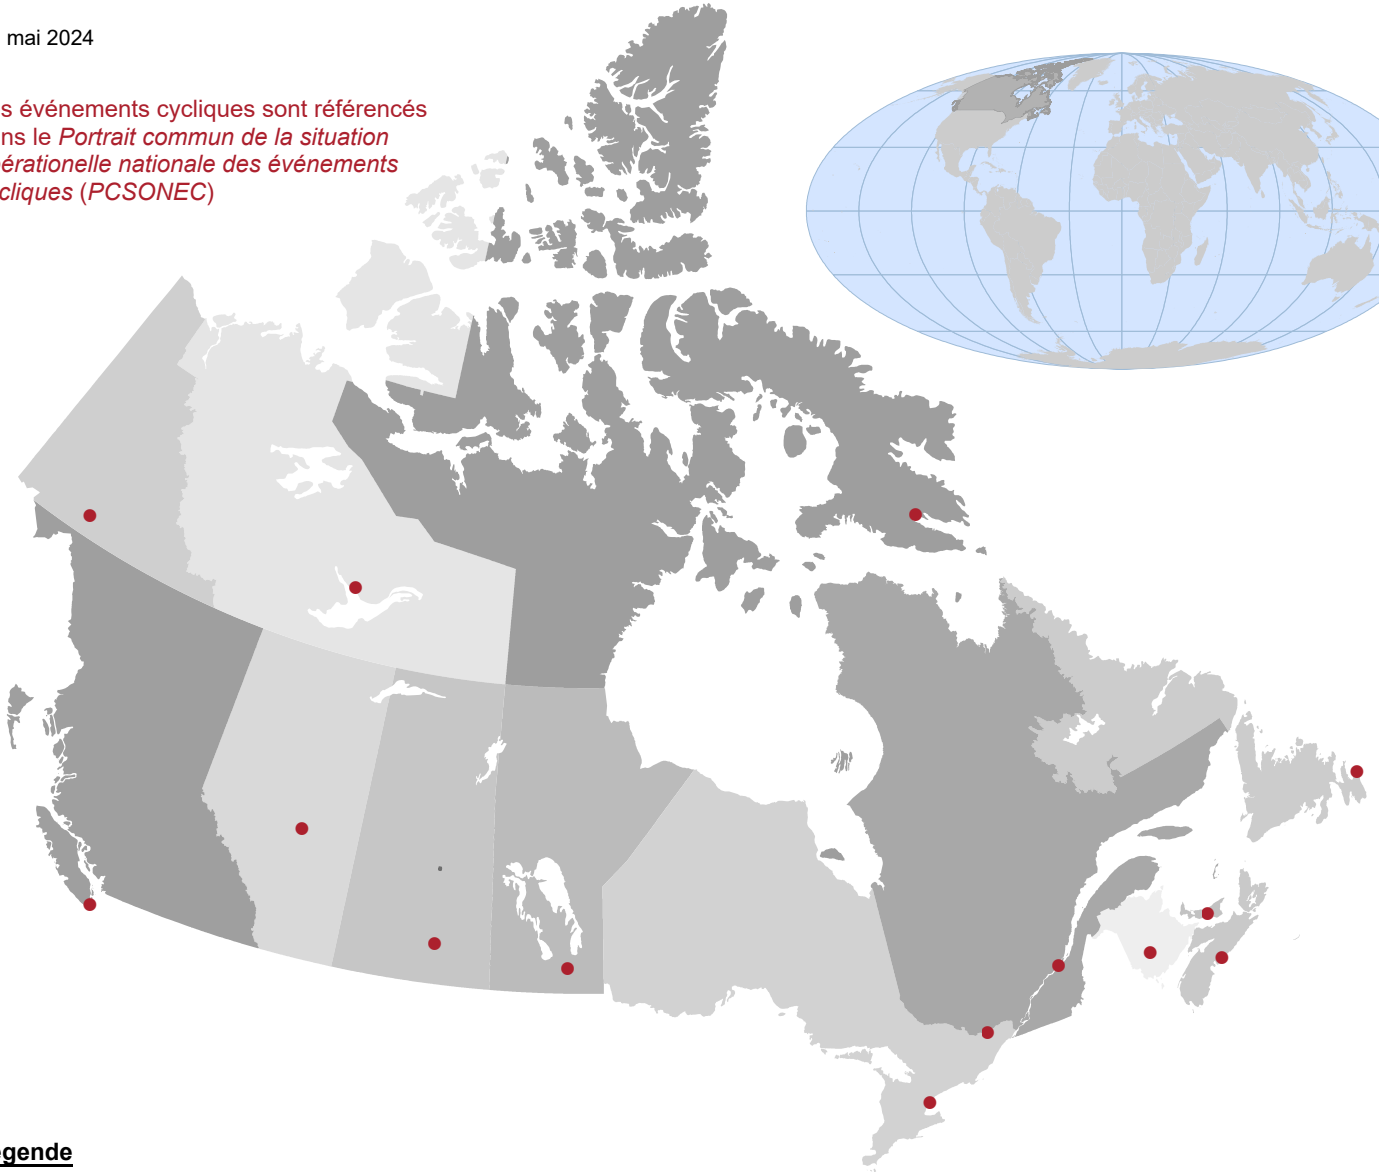 mai 2024
s événements cycliques sont référencés
ns le Portrait commun de la situation
érationelle nationale des événements
cliques (PCSONEC)
gende